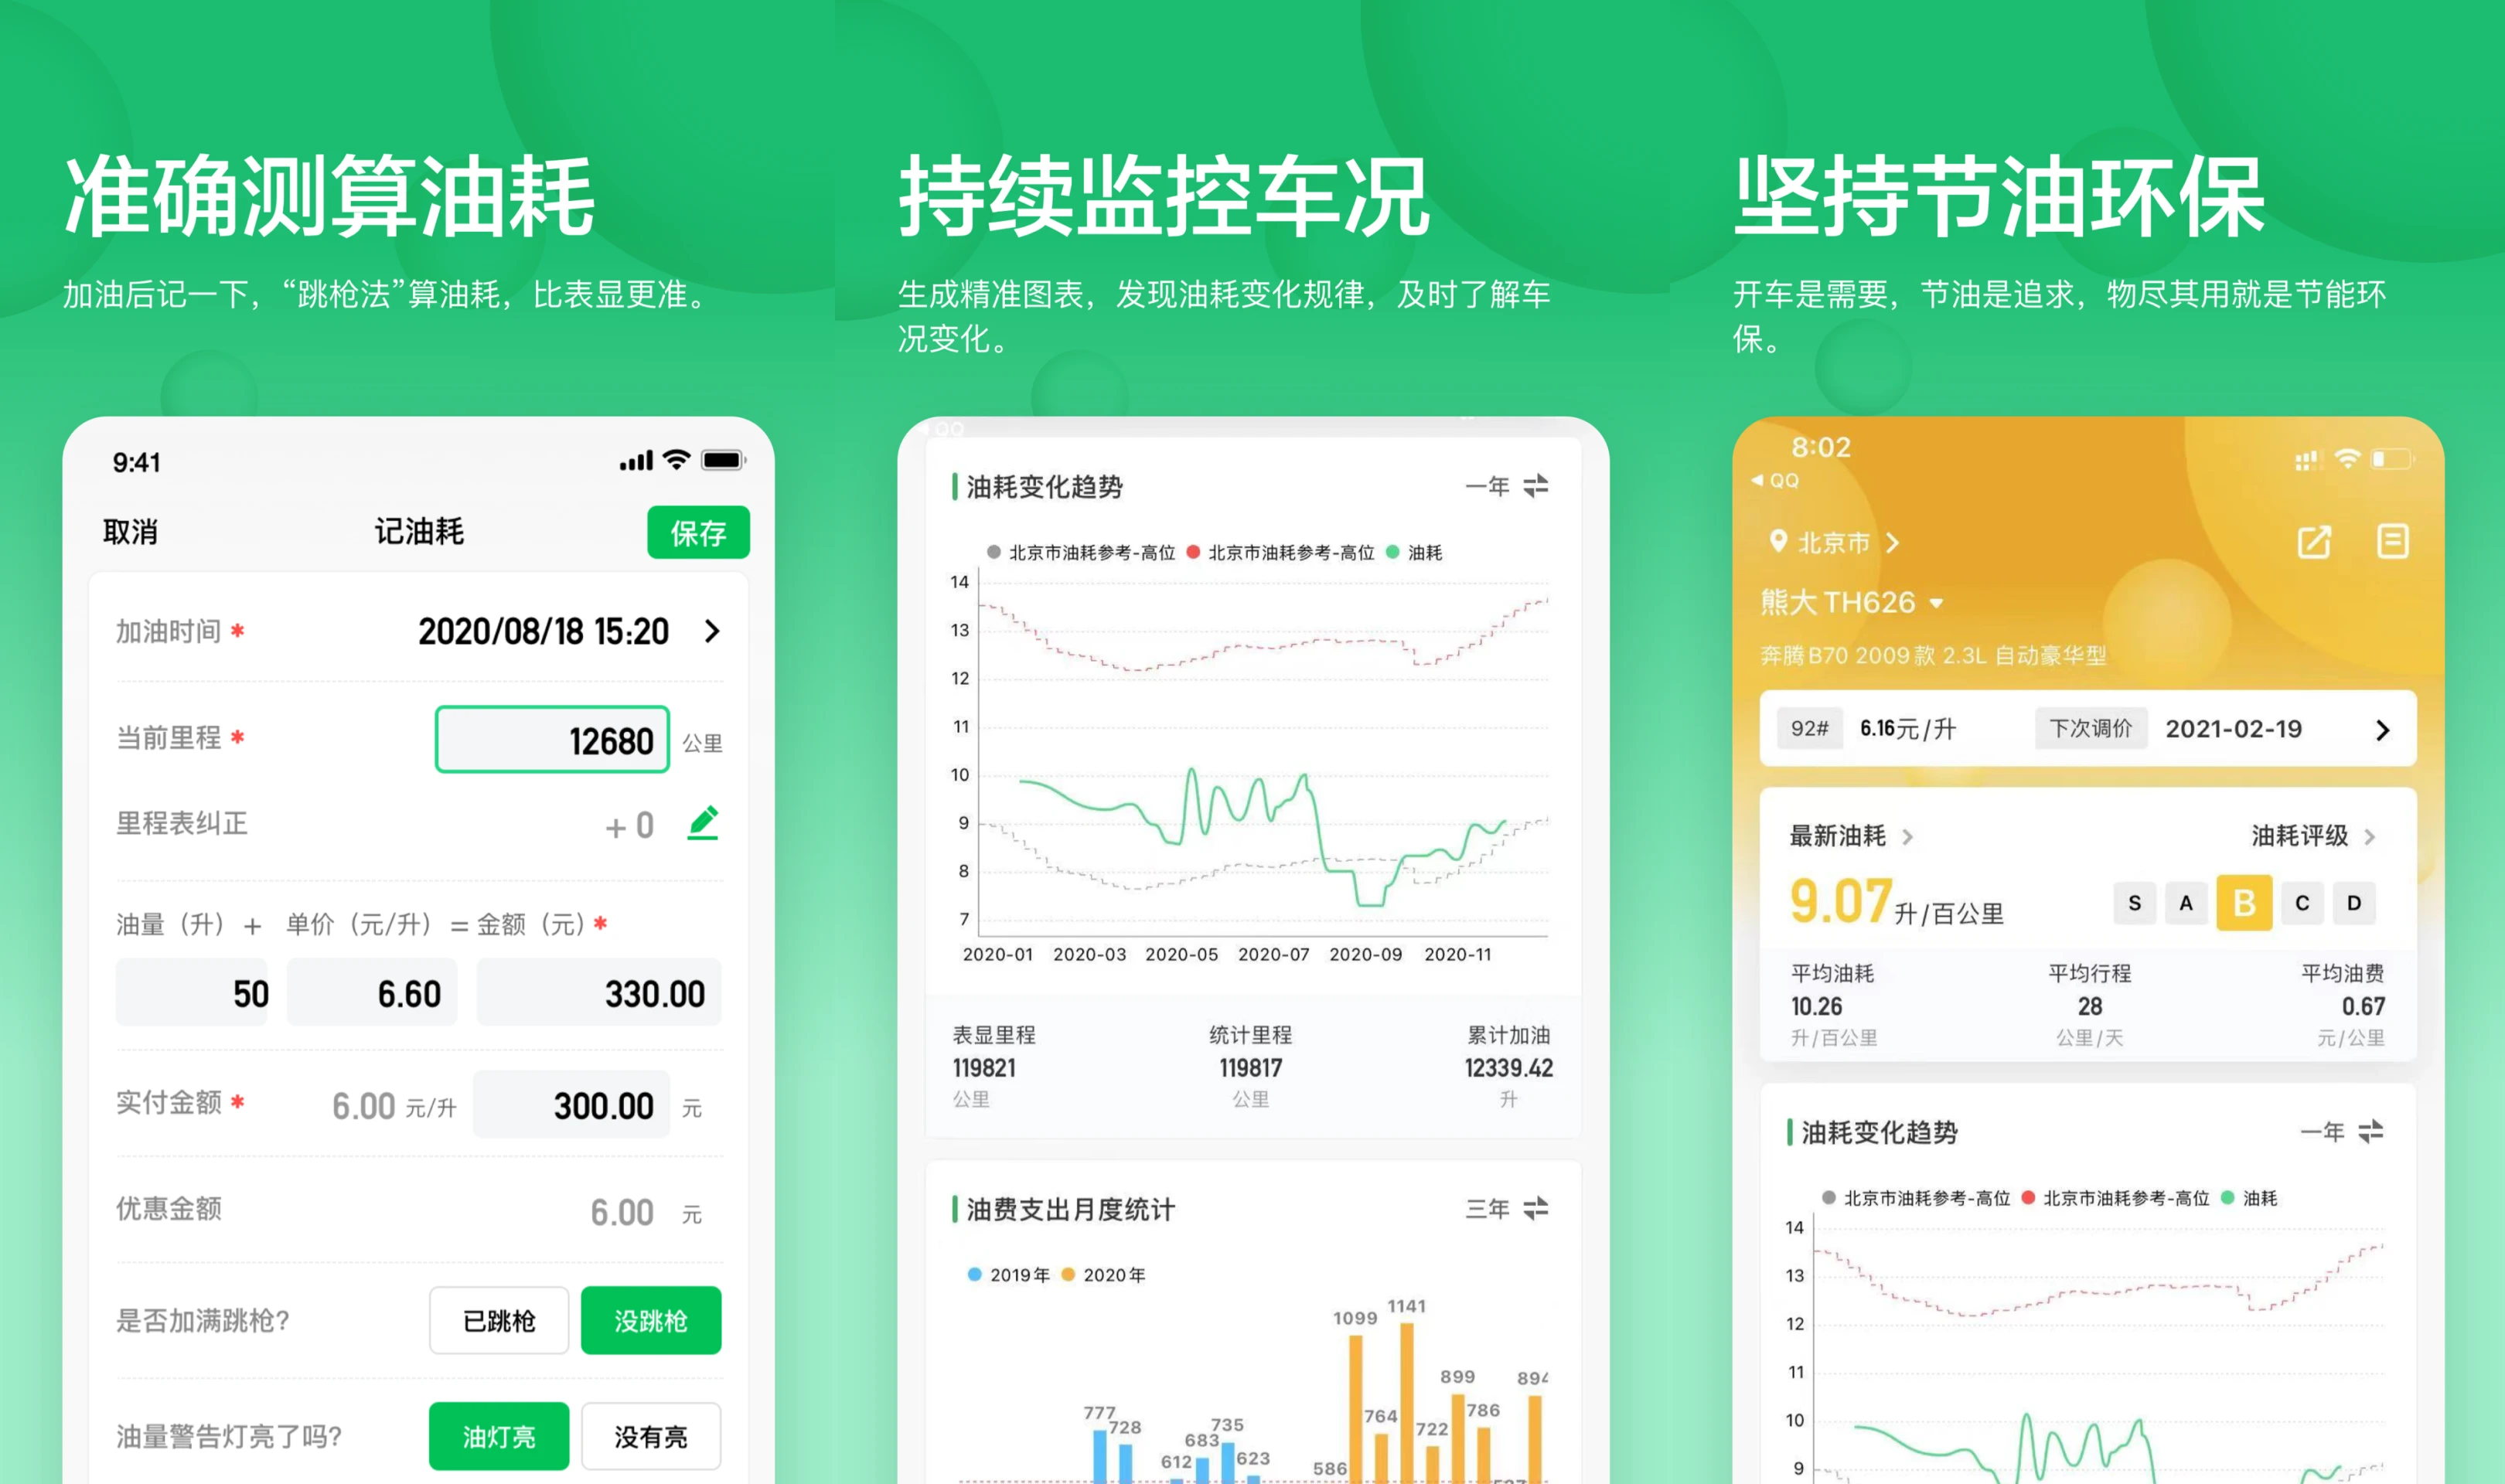 准确测算油耗
加油后记一下，“跳枪法”算油耗，比表显更准。
9:41
取消 记油耗 保存
加油时间 * 2020/08/18 15:20
当前里程 * 12680 公里
里程表纠正 + 0
油量（升） + 单价（元/升） = 金额（元） *
50 6.60 330.00
实付金额 * 6.00 元/升 300.00 元
优惠金额 6.00 元
是否加满跳枪? 已跳枪 没跳枪
油量警告灯亮了吗? 油灯亮 没有亮
持续监控车况
生成精准图表，发现油耗变化规律，及时了解车
况变化。
QQ
油耗变化趋势 一年
北京市油耗参考-高位 北京市油耗参考-高位 油耗
14
13
12
11
10
9
8
7
2020-01 2020-03 2020-05 2020-07 2020-09 2020-11
表显里程 统计里程 累计加油
119821 119817 12339.42
公里 公里 升
油费支出月度统计 三年
2019年 2020年
1141
1099
899 894
777 764 786
728 735 722
683
612 623 586
坚持节油环保
开车是需要，节油是追求，物尽其用就是节能环
保。
8:02
QQ
北京市
熊大 TH626
奔腾B70 2009款 2.3L 自动豪华型
92# 6.16元/升 下次调价 2021-02-19
最新油耗 油耗评级
9.07升/百公里 S A B C D
平均油耗 平均行程 平均油费
10.26 28 0.67
升/百公里 公里/天 元/公里
油耗变化趋势 一年
北京市油耗参考-高位 北京市油耗参考-高位 油耗
14
13
12
11
10
9